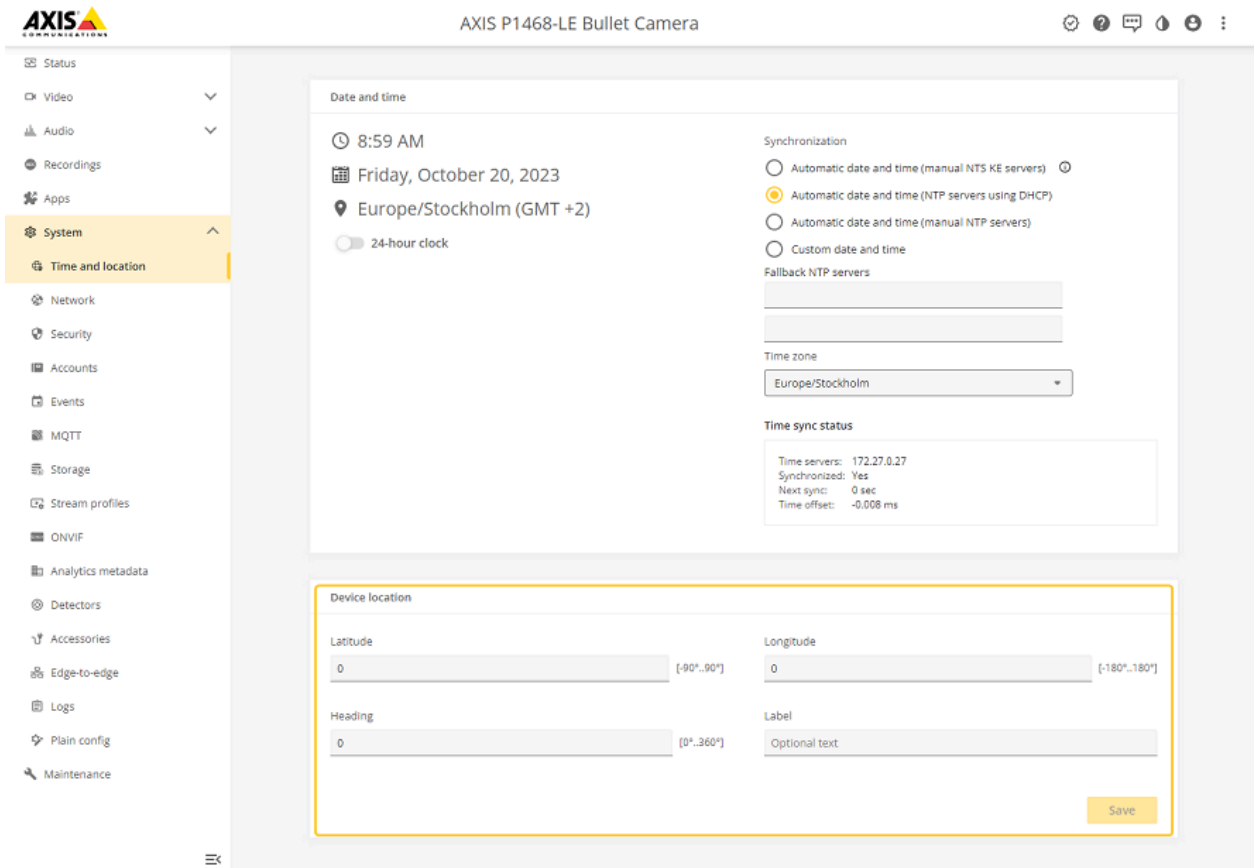 AXIS
COMMUNICATIONS
AXIS P1468-LE Bullet Camera
Status
Video
Audio
Recordings
Apps
System
Time and location
Network
Security
Accounts
Events
MQTT
Storage
Stream profiles
ONVIF
Analytics metadata
Detectors
Accessories
Edge-to-edge
Logs
Plain config
Maintenance
Date and time
8:59 AM
Friday, October 20, 2023
Europe/Stockholm (GMT +2)
24-hour clock
Synchronization
Automatic date and time (manual NTS KE servers)
Automatic date and time (NTP servers using DHCP)
Automatic date and time (manual NTP servers)
Custom date and time
Fallback NTP servers
Time zone
Europe/Stockholm
Time sync status
Time servers: 172.27.0.27
Synchronized: Yes
Next sync: 0 sec
Time offset: -0.008 ms
Device location
Latitude
0 [-90°..90°]
Longitude
0 [-180°..180°]
Heading
0 [0°..360°]
Label
Optional text
Save